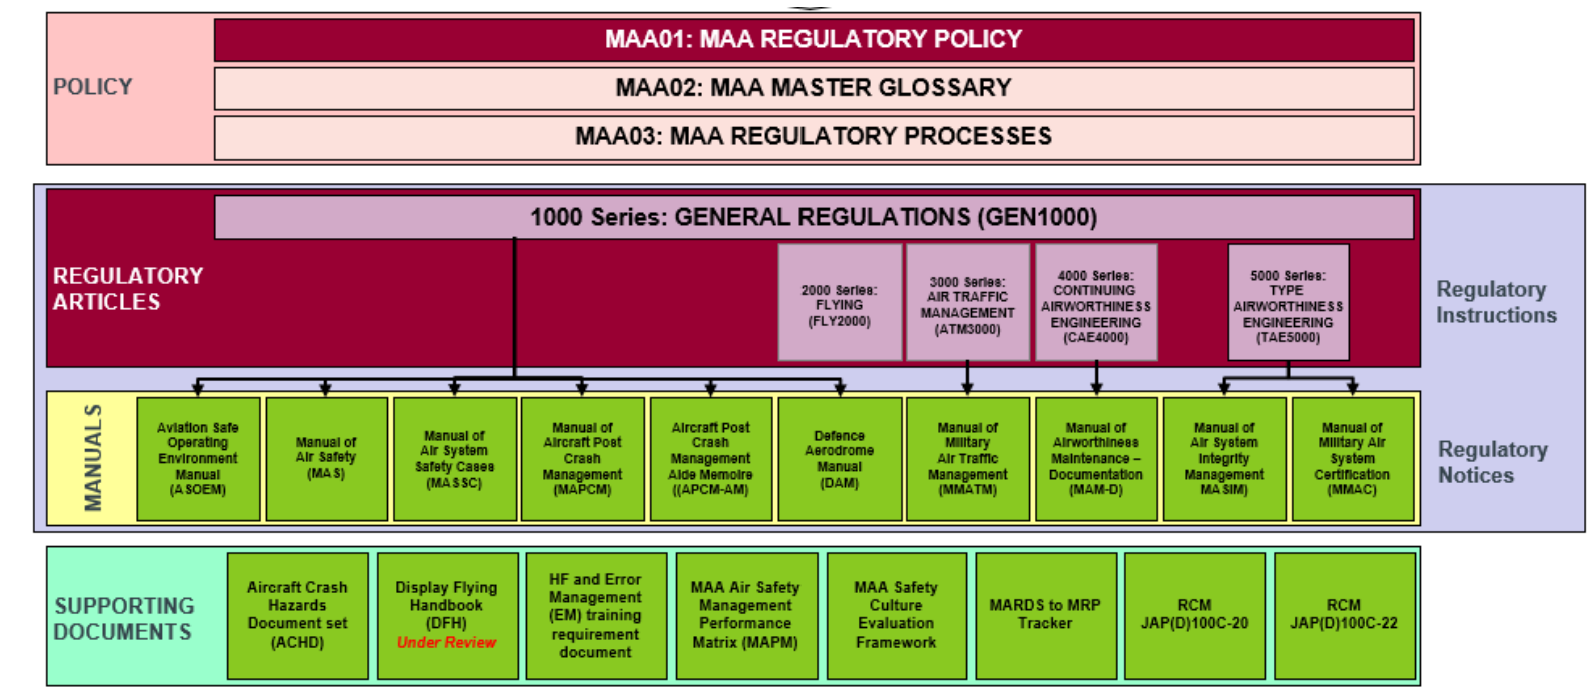 POLICY
MAA01: MAA REGULATORY POLICY
MAA02: MAA MASTER GLOSSARY
MAA03: MAA REGULATORY PROCESSES
REGULATORY
ARTICLES
1000 Series: GENERAL REGULATIONS (GEN1000)
2000 Series:
FLYING
(FLY2000)
3000 Series:
AIR TRAFFIC
MANAGEMENT
(ATM3000)
4000 Series:
CONTINUING
AIRWORTHINESS
ENGINEERING
(CAE4000)
5000 Series:
TYPE
AIRWORTHINESS
ENGINEERING
(TAE5000)
Regulatory
Instructions
MANUALS
Aviation Safe
Operating
Environment
Manual
(ASOEM)
Manual of
Air Safety
(MAS)
Manual of
Air System
Safety Cases
(MASSC)
Manual of
Aircraft Post
Crash
Management
(MAPCM)
Aircraft Post
Crash
Management
Aide Memoire
((APCM-AM)
Defence
Aerodrome
Manual
(DAM)
Manual of
Military
Air Traffic
Management
(MMATM)
Manual of
Airworthiness
Maintenance –
Documentation
(MAM-D)
Manual of
Air System
Integrity
Management
MASIM)
Manual of
Military Air
System
Certification
(MMAC)
Regulatory
Notices
SUPPORTING
DOCUMENTS
Aircraft Crash
Hazards
Document set
(ACHD)
Display Flying
Handbook
(DFH)
Under Review
HF and Error
Management
(EM) training
requirement
document
MAA Air Safety
Management
Performance
Matrix (MAPM)
MAA Safety
Culture
Evaluation
Framework
MARDS to MRP
Tracker
RCM
JAP(D)100C-20
RCM
JAP(D)100C-22